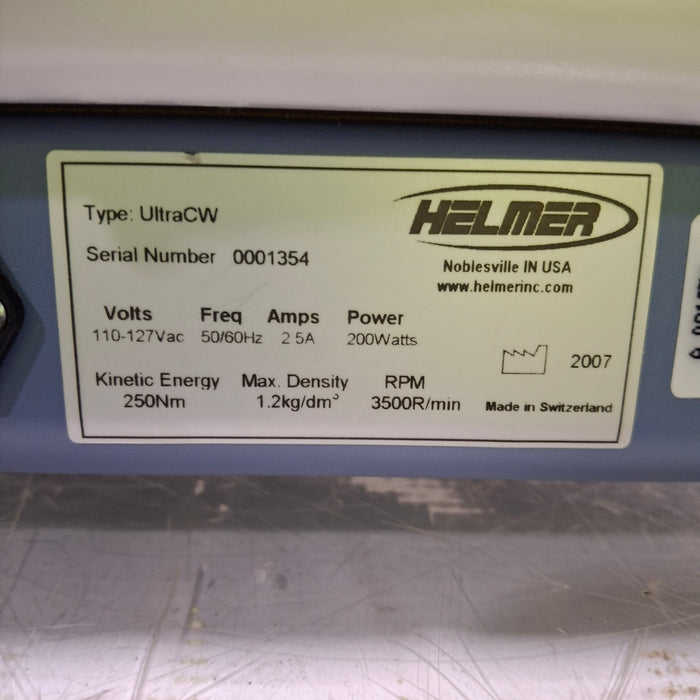 Type: UltraCW
HELMER
Serial Number 0001354
Noblesville IN USA
www.helmerinc.com
Volts Freq Amps Power
110-127Vac 50/60Hz 2 5A 200Watts
2007
Kinetic Energy Max. Density RPM
250Nm 1.2kg/dm³ 3500R/min
Made in Switzerland